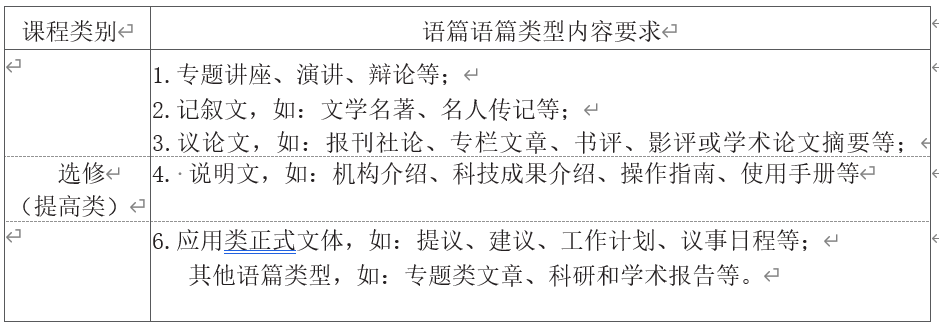 课程类别 语篇语篇类型内容要求
1.专题讲座、演讲、辩论等；
2.记叙文，如：文学名著、名人传记等；
3.议论文，如：报刊社论、专栏文章、书评、影评或学术论文摘要等；
选修 4.·说明文，如：机构介绍、科技成果介绍、操作指南、使用手册等
（提高类）
6.应用类正式文体，如：提议、建议、工作计划、议事日程等；
其他语篇类型，如：专题类文章、科研和学术报告等。